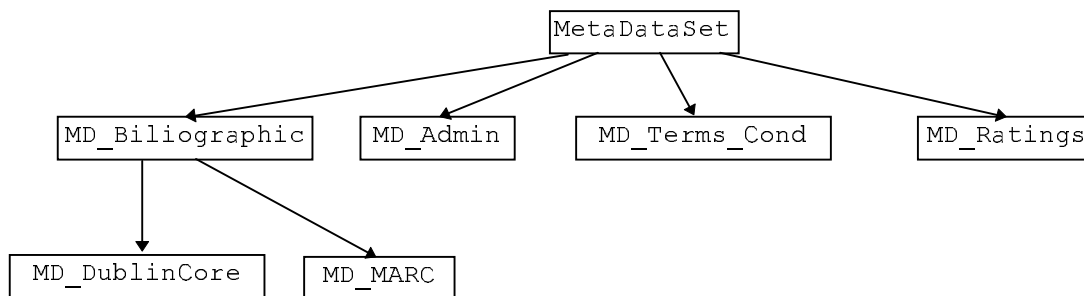 MetaDataSet
MD_Biliographic
MD_Admin
MD_Terms_Cond
MD_Ratings
MD_DublinCore
MD_MARC